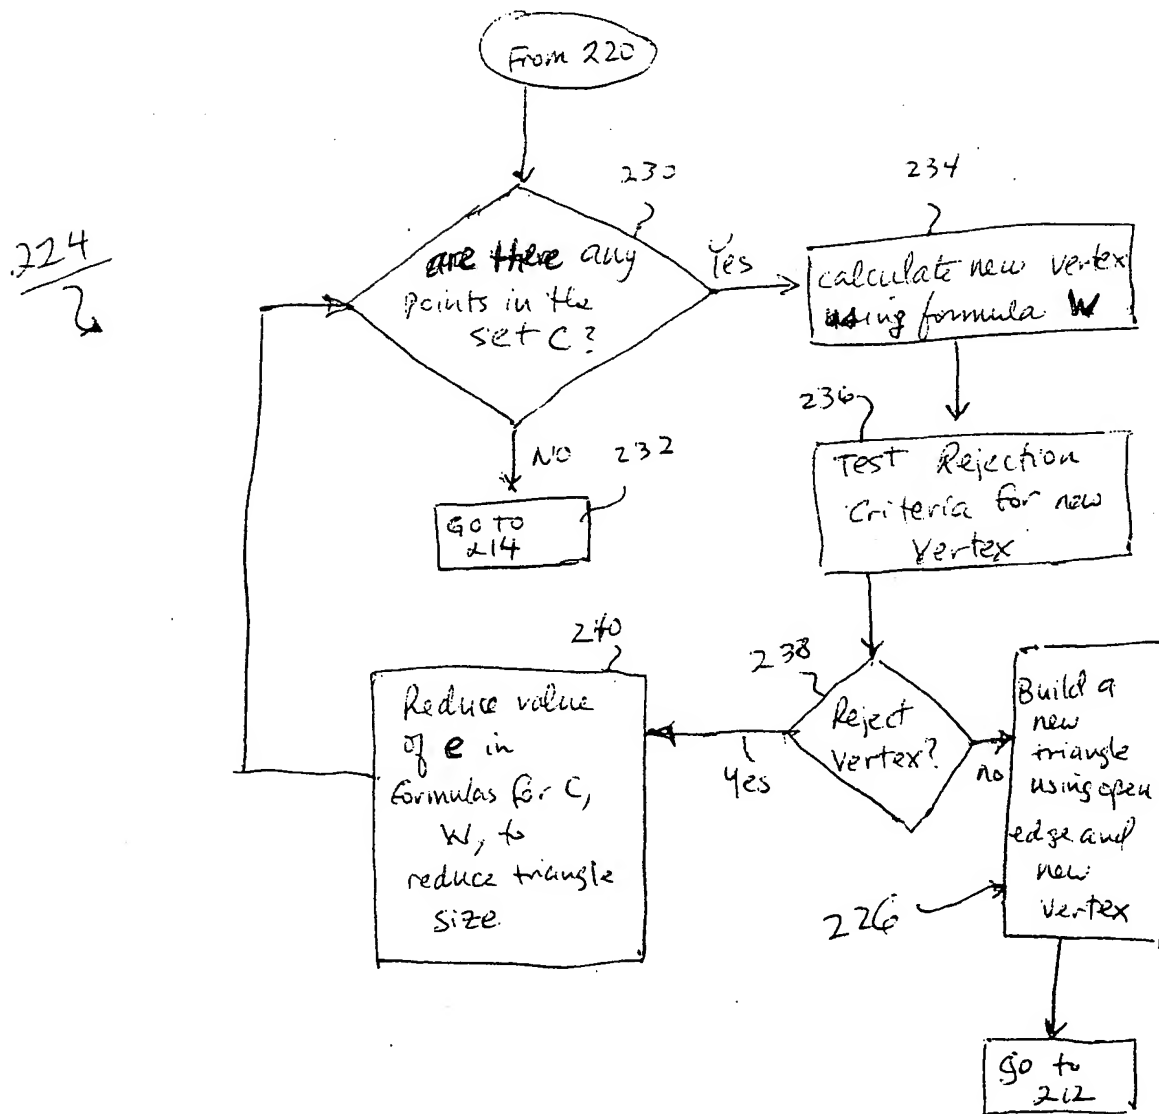 From 220
230
234
224
are there any
points in the
set C?
Yes
calculate new vertex
using formula W
NO
232
GO TO
214
236
Test Rejection
Criteria for new
Vertex
240
238
Reduce value
of e in
formulas for C,
W, to
reduce triangle
size.
Yes
Reject
Vertex?
no
Build a
new
triangle
using open
edge and
new
vertex
226
go to
212